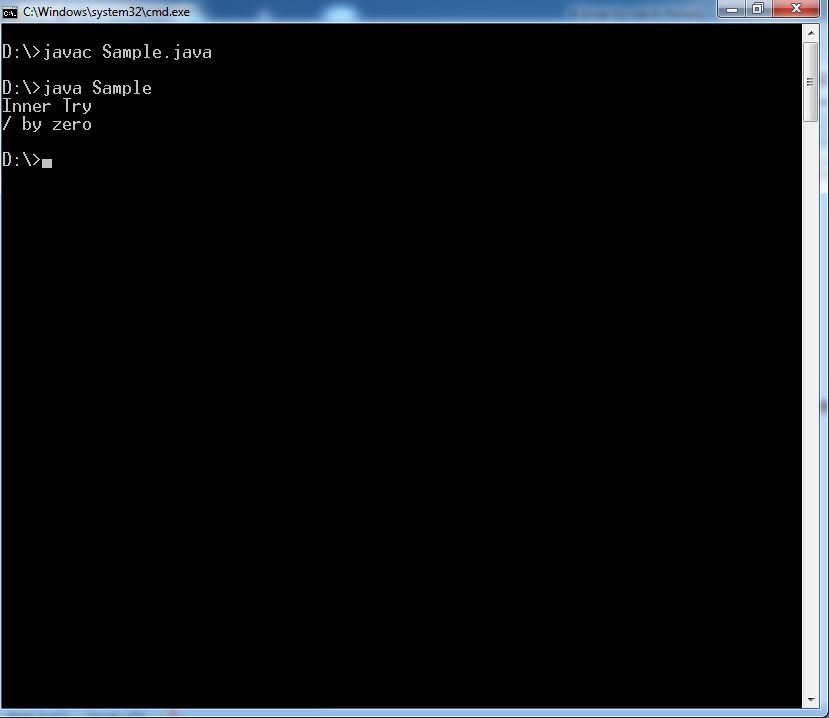 C:\Windows\system32\cmd.exe
D:\>javac Sample.java
D:\>java Sample
Inner Try
/ by zero
D:\>